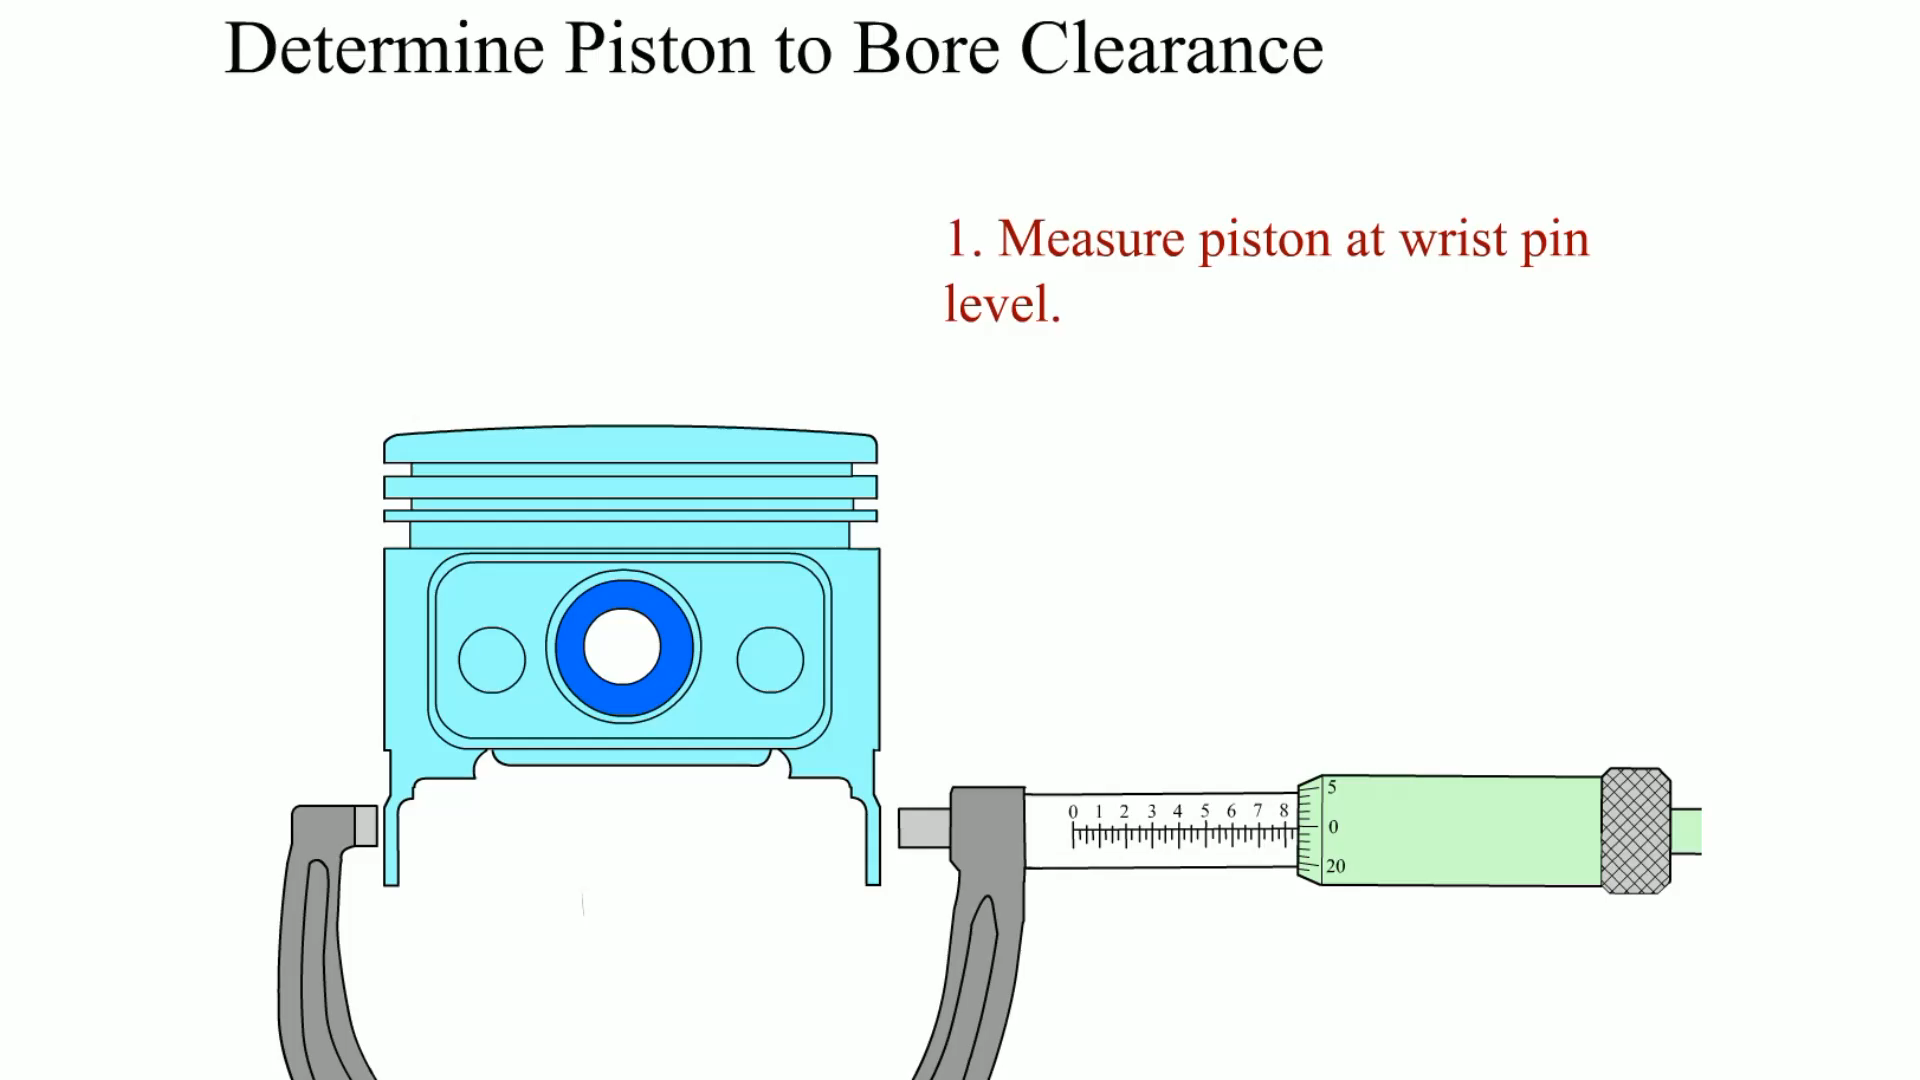 Determine Piston to Bore Clearance
1. Measure piston at wrist pin
level.
0 1 2 3 4 5 6 7 8
5
0
20